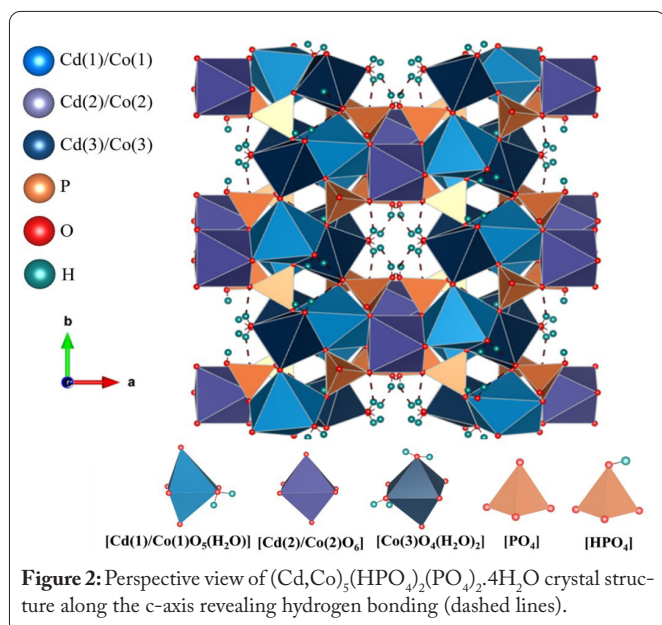 Cd(1)/Co(1)
Cd(2)/Co(2)
Cd(3)/Co(3)
P
O
H
b
a
[Cd(1)/Co(1)O₅(H₂O)] [Cd(2)/Co(2)O₆] [Co(3)O₄(H₂O)₂] [PO₄] [HPO₄]
Figure 2: Perspective view of (Cd,Co)₅(HPO₄)₂(PO₄)₂.4H₂O crystal struc-
ture along the c-axis revealing hydrogen bonding (dashed lines).